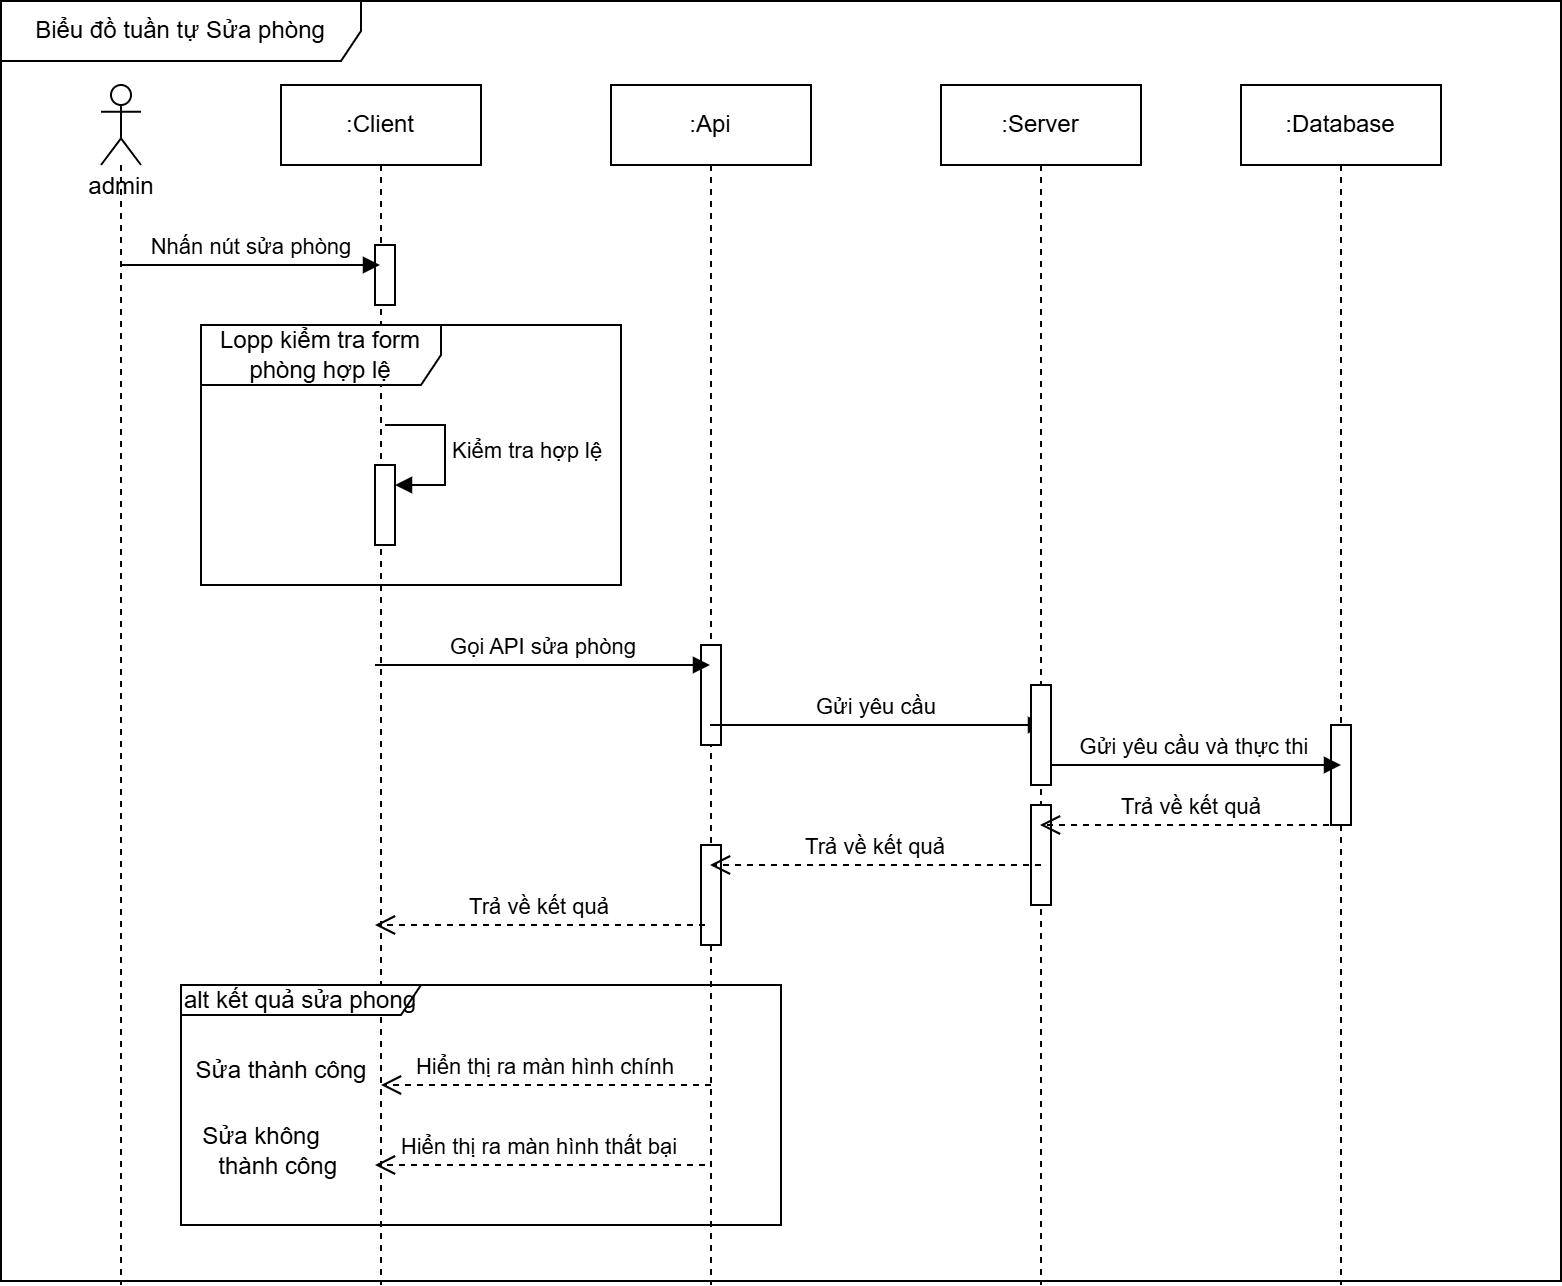 Biểu đồ tuần tự Sửa phòng
:Client
:Api
:Server
:Database
admin
Nhấn nút sửa phòng
Lopp kiểm tra form
phòng hợp lệ
Kiểm tra hợp lệ
Gọi API sửa phòng
Gửi yêu cầu
Gửi yêu cầu và thực thi
Trả về kết quả
Trả về kết quả
Trả về kết quả
alt kết quả sửa phong
Sửa thành công
Hiển thị ra màn hình chính
Sửa không
thành công
Hiển thị ra màn hình thất bại